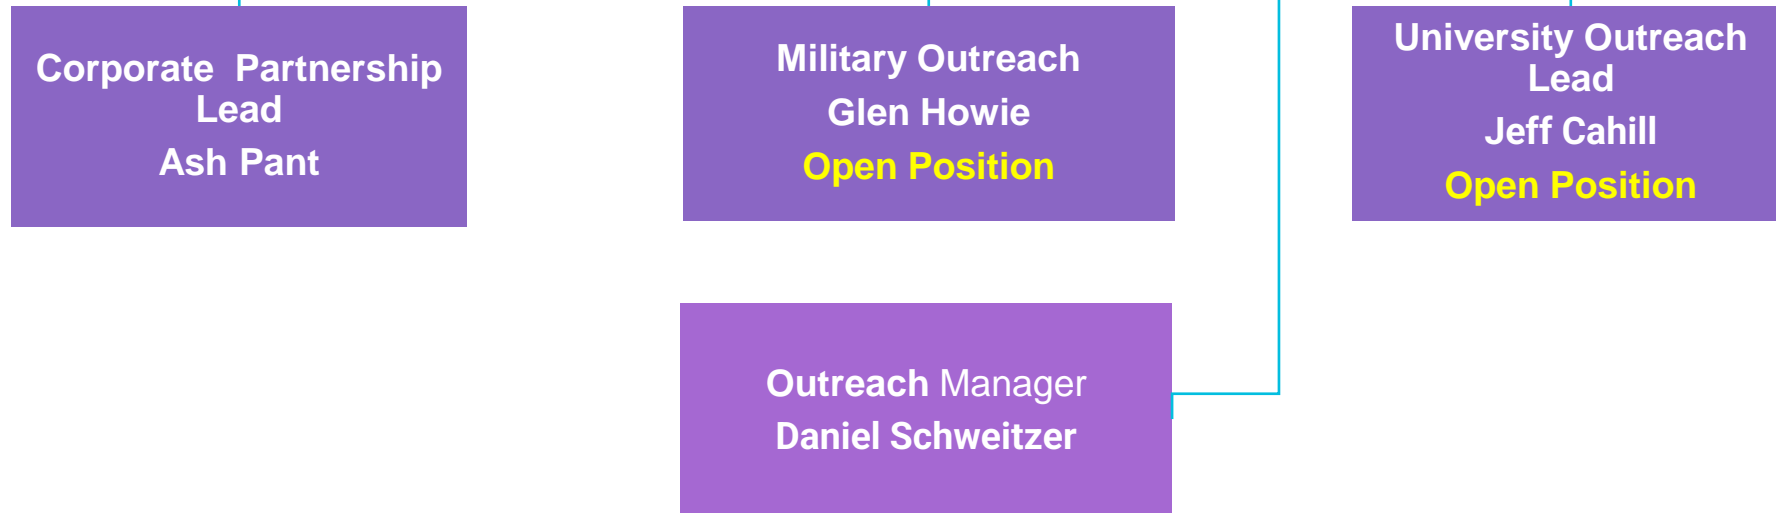 Corporate  Partnership
Lead
Ash Pant
Military Outreach
Glen Howie
Open Position
University Outreach
Lead
Jeff Cahill
Open Position
Outreach Manager
Daniel Schweitzer